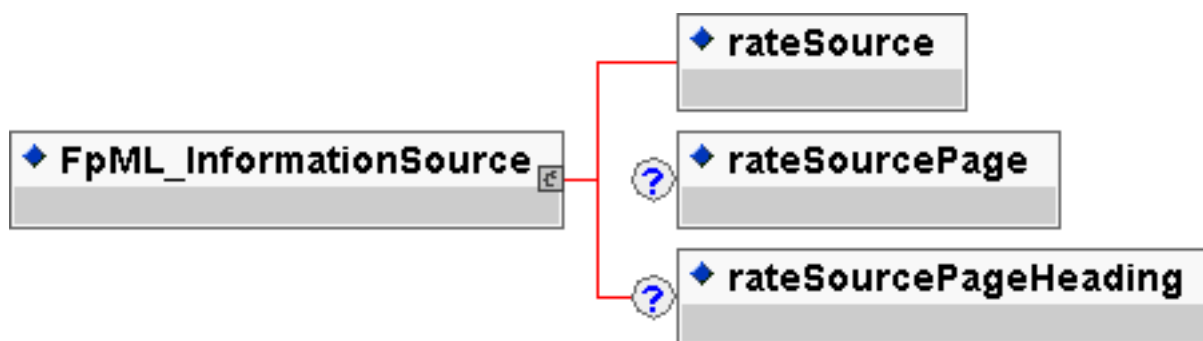 rateSource
FpML_InformationSource
?
rateSourcePage
?
rateSourcePageHeading